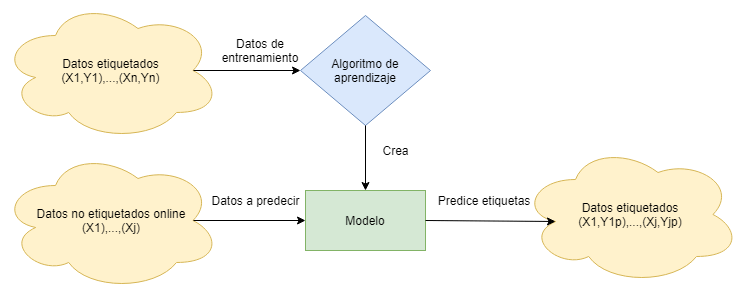 Datos etiquetados
(X1,Y1),...,(Xn,Yn)
Datos de
entrenamiento
Algoritmo de
aprendizaje
Crea
Datos no etiquetados online
(X1),...,(Xj)
Datos a predecir
Modelo
Predice etiquetas
Datos etiquetados
(X1,Y1p),...,(Xj,Yjp)